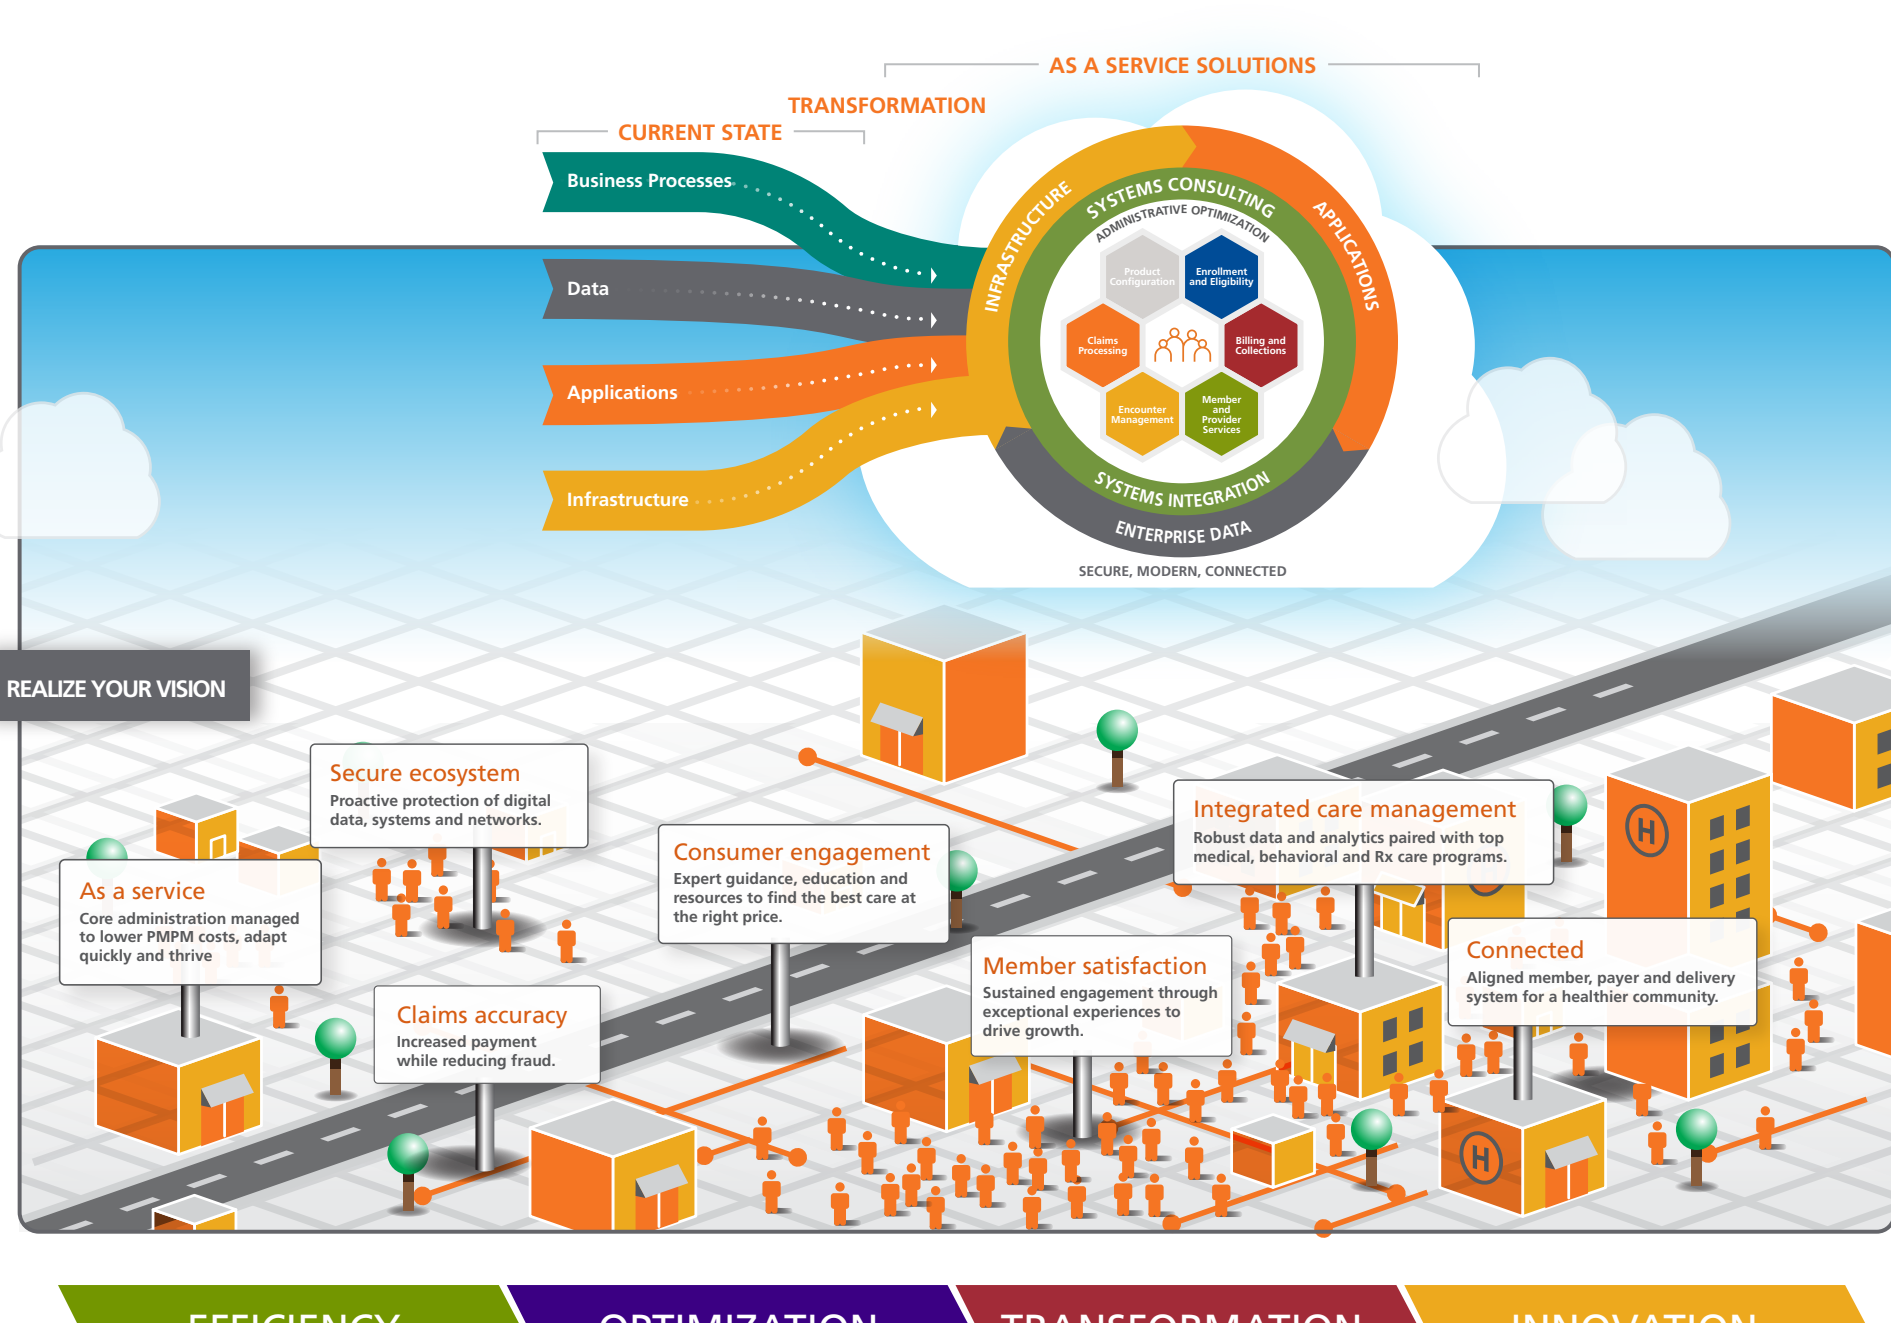 AS A SERVICE SOLUTIONS
TRANSFORMATION
CURRENT STATE
Business Processes
Data
Applications
Infrastructure
INFRASTRUCTURE
APPLICATIONS
SYSTEMS CONSULTING
ADMINISTRATIVE OPTIMIZATION
Product
Configuration
Enrollment
and Eligibility
Claims
Processing
Billing and
Collections
Encounter
Management
Member
and
Provider
Services
SYSTEMS INTEGRATION
ENTERPRISE DATA
SECURE, MODERN, CONNECTED
REALIZE YOUR VISION
Secure ecosystem
Proactive protection of digital
data, systems and networks.
As a service
Core administration managed
to lower PMPM costs, adapt
quickly and thrive
Consumer engagement
Expert guidance, education and
resources to find the best care at
the right price.
Integrated care management
Robust data and analytics paired with top
medical, behavioral and Rx care programs.
Claims accuracy
Increased payment
while reducing fraud.
Member satisfaction
Sustained engagement through
exceptional experiences to
drive growth.
Connected
Aligned member, payer and delivery
system for a healthier community.
H
H
EFFICIENCY
OPTIMIZATION
TRANSFORMATION
INNOVATION